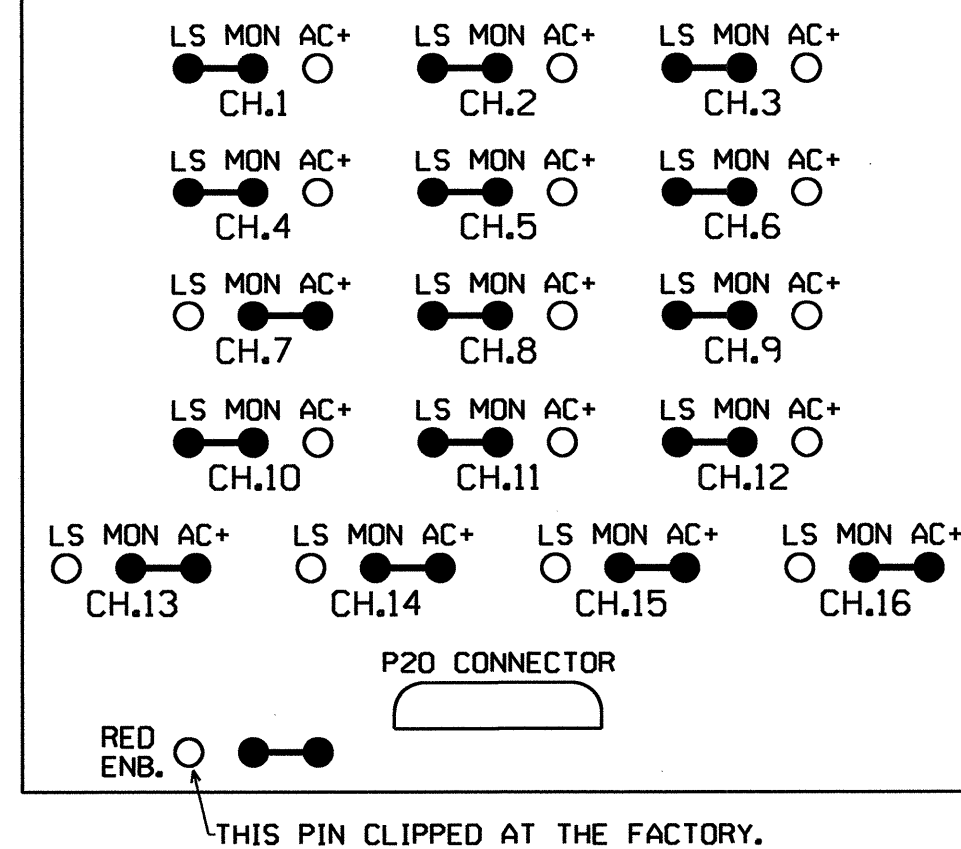 LS MON AC+ LS MON AC+ LS MON AC+
CH.1 CH.2 CH.3
LS MON AC+ LS MON AC+ LS MON AC+
CH.4 CH.5 CH.6
LS MON AC+ LS MON AC+ LS MON AC+
CH.7 CH.8 CH.9
LS MON AC+ LS MON AC+ LS MON AC+
CH.10 CH.11 CH.12
LS MON AC+ LS MON AC+ LS MON AC+ LS MON AC+
CH.13 CH.14 CH.15 CH.16
P20 CONNECTOR
RED
ENB.
THIS PIN CLIPPED AT THE FACTORY.